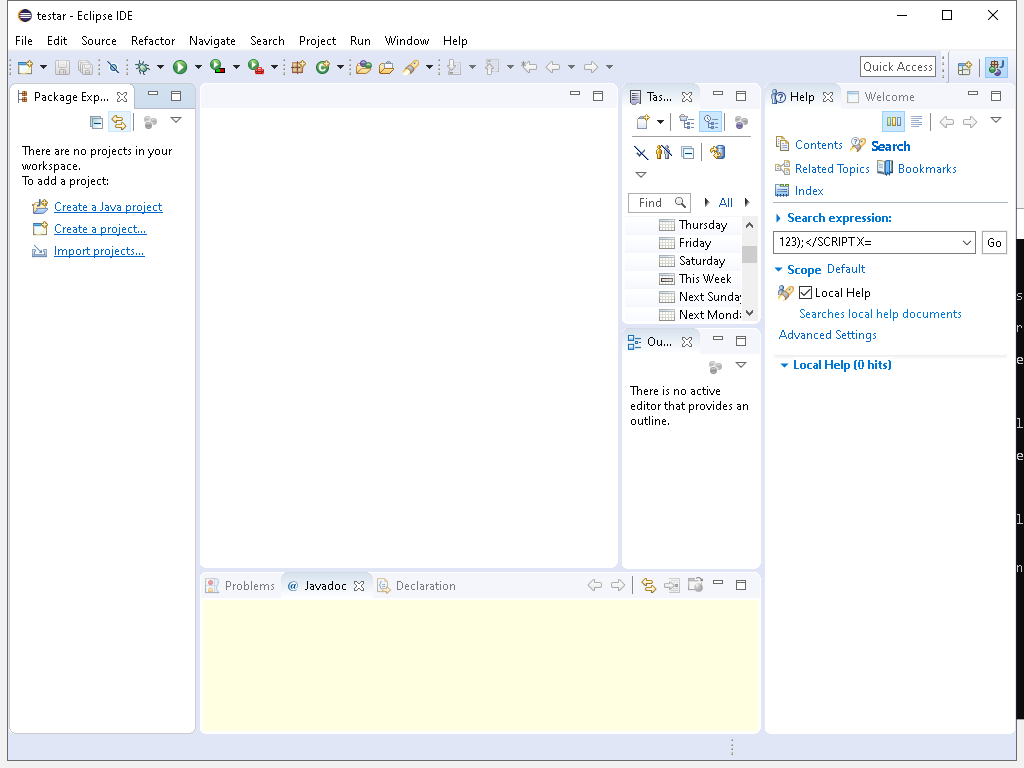 testar - Eclipse IDE
File Edit Source Refactor Navigate Search Project Run Window Help
Quick Access
Package Exp...
There are no projects in your
workspace.
To add a project:
Create a Java project
Create a project...
Import projects...
Tas...
Find
All
Thursday
Friday
Saturday
This Week
Next Sunday
Next Mond
Ou...
There is no active
editor that provides an
outline.
Help Welcome
Contents Search
Related Topics Bookmarks
Index
Search expression:
123);</SCRIPTX=
Go
Scope Default
Local Help
Searches local help documents
Advanced Settings
Local Help (0 hits)
Problems @ Javadoc Declaration
s
r
e
l
e
l
n